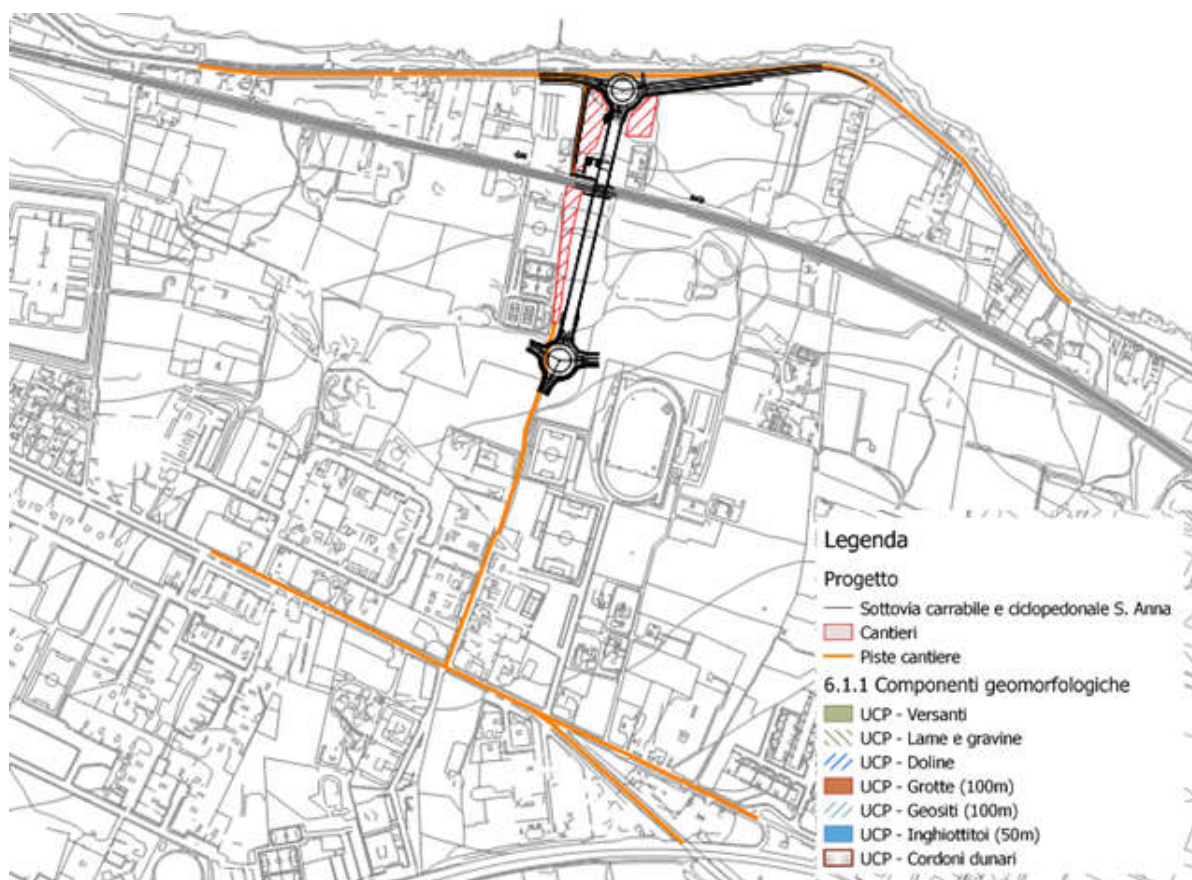 Legenda
Progetto
Sottovia carrabile e ciclopedonale S. Anna
Cantieri
Piste cantiere
6.1.1 Componenti geomorfologiche
UCP - Versanti
UCP - Lame e gravine
UCP - Doline
UCP - Grotte (100m)
UCP - Geositi (100m)
UCP - Inghiottitoi (50m)
UCP - Cordoni dunari